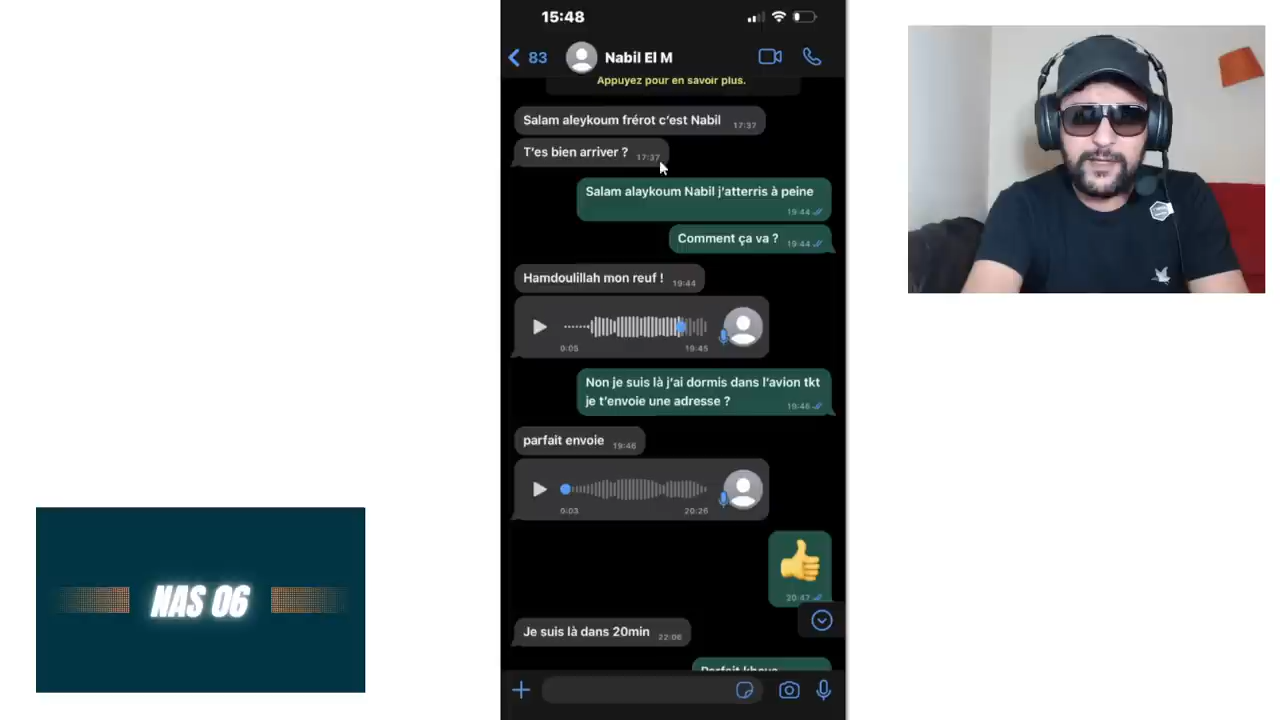 15:48
83
Nabil El M
Appuyez pour en savoir plus.
Salam aleykoum frérot c'est Nabil 17:37
T'es bien arriver ? 17:37
Salam alaykoum Nabil j'atterris à peine
19:44
Comment ça va ? 19:44
Hamdoulillah mon reuf ! 19:44
0:05 19:45
Non je suis là j'ai dormis dans l'avion tkt
je t'envoie une adresse ?
19:46
parfait envoie 19:46
0:03 20:26
20:47
Je suis là dans 20min 22:06
Parfait khoya
NAS 06